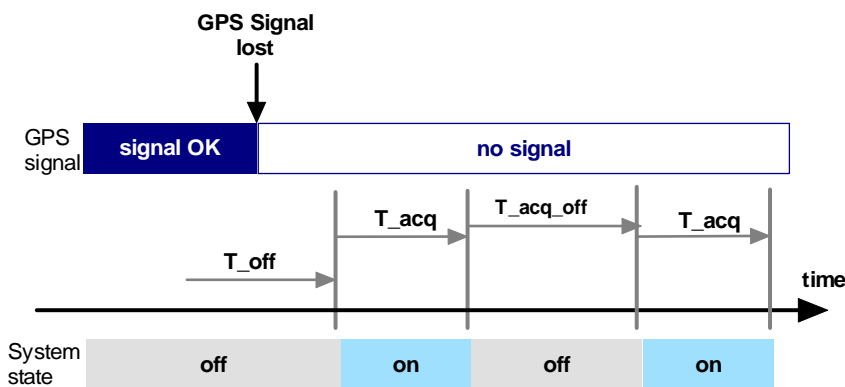 GPS Signal
lost
GPS
signal
signal OK
no signal
T_acq
T_acq_off
T_acq
T_off
time
System
state
off
on
off
on